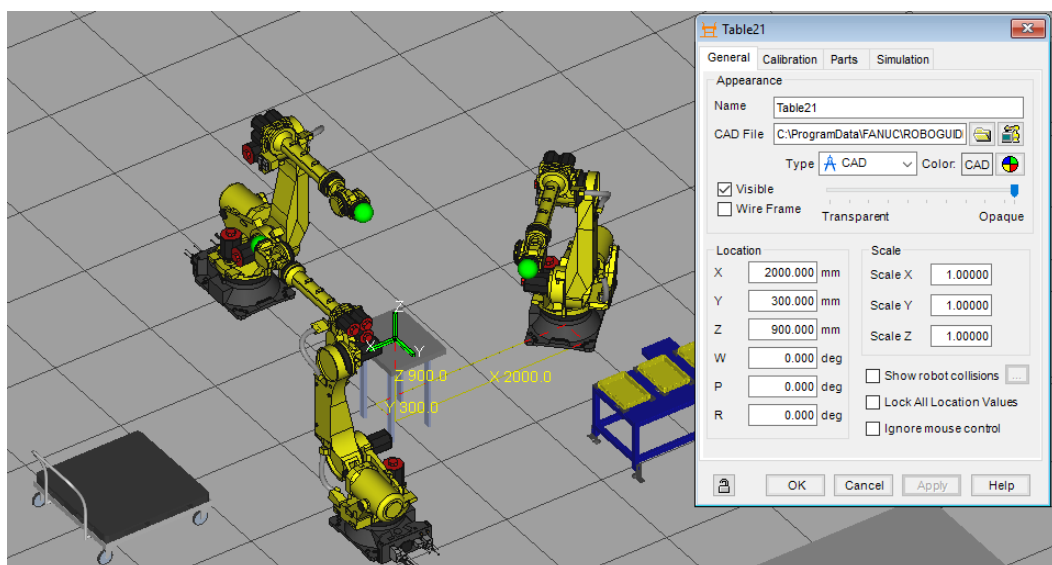 Table21
General Calibration Parts Simulation
Appearance
Name Table21
CAD File C:\ProgramData\FANUC\ROBOGUID
Type CAD Color: CAD
Visible
Wire Frame Transparent Opaque
Location Scale
X 2000.000 mm Scale X 1.00000
Y 300.000 mm Scale Y 1.00000
Z 900.000 mm Scale Z 1.00000
W 0.000 deg
P 0.000 deg Show robot collisions ...
R 0.000 deg Lock All Location Values
Ignore mouse control
OK Cancel Apply Help
Z
X Y
Z 900.0 X 2000.0
Y 300.0